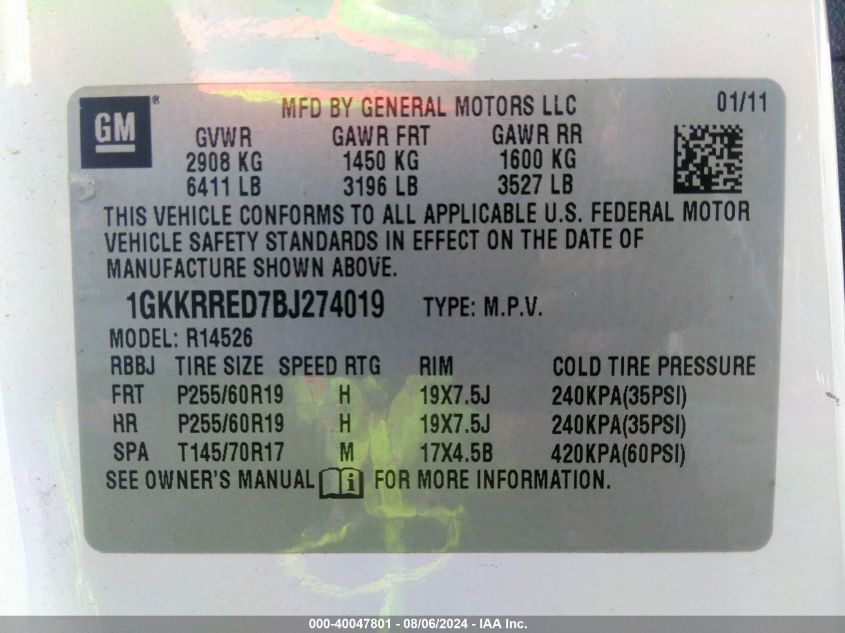 GM ® MFD BY GENERAL MOTORS LLC 01/11
GVWR GAWR FRT GAWR RR
2908 KG 1450 KG 1600 KG
6411 LB 3196 LB 3527 LB
THIS VEHICLE CONFORMS TO ALL APPLICABLE U.S. FEDERAL MOTOR
VEHICLE SAFETY STANDARDS IN EFFECT ON THE DATE OF
MANUFACTURE SHOWN ABOVE.
1GKKRRED7BJ274019 TYPE: M.P.V.
MODEL: R14526
RBBJ TIRE SIZE SPEED RTG RIM COLD TIRE PRESSURE
FRT P255/60R19 H 19X7.5J 240KPA(35PSI)
RR P255/60R19 H 19X7.5J 240KPA(35PSI)
SPA T145/70R17 M 17X4.5B 420KPA(60PSI)
SEE OWNER'S MANUAL i FOR MORE INFORMATION.
000-40047801 - 08/06/2024 - IAA Inc.